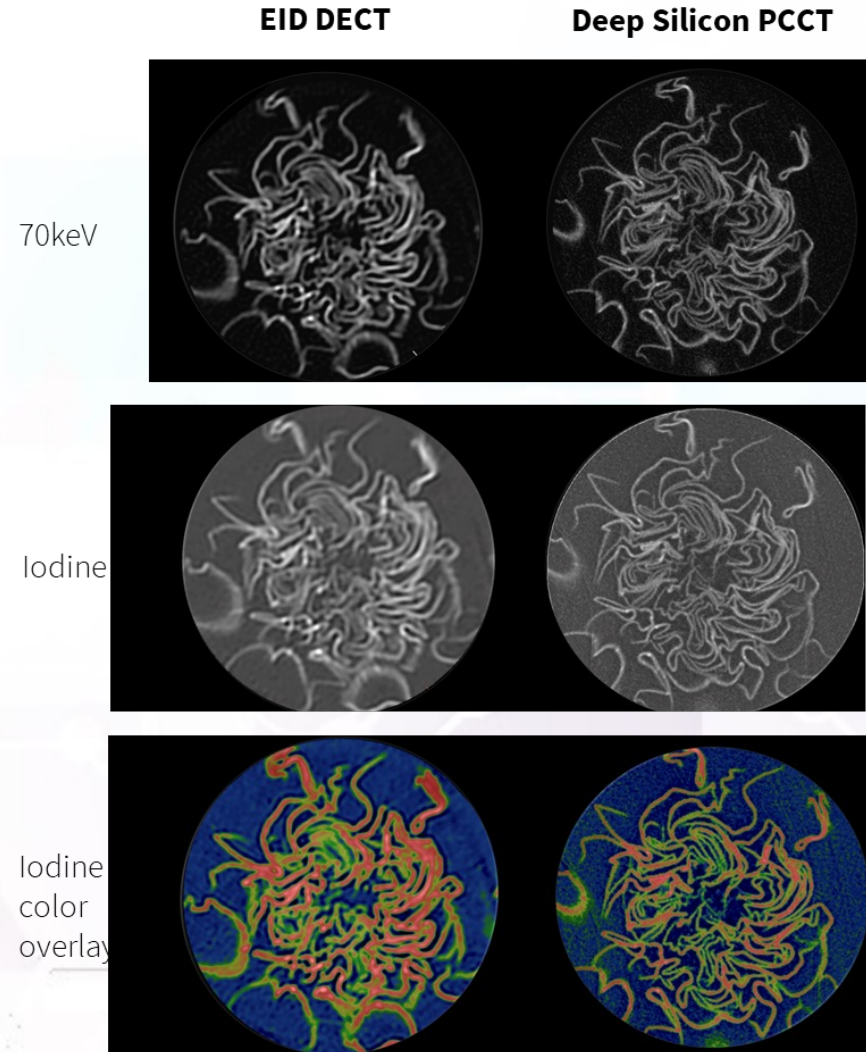 EID DECT
Deep Silicon PCCT
70keV
Iodine
Iodine
color
overlay